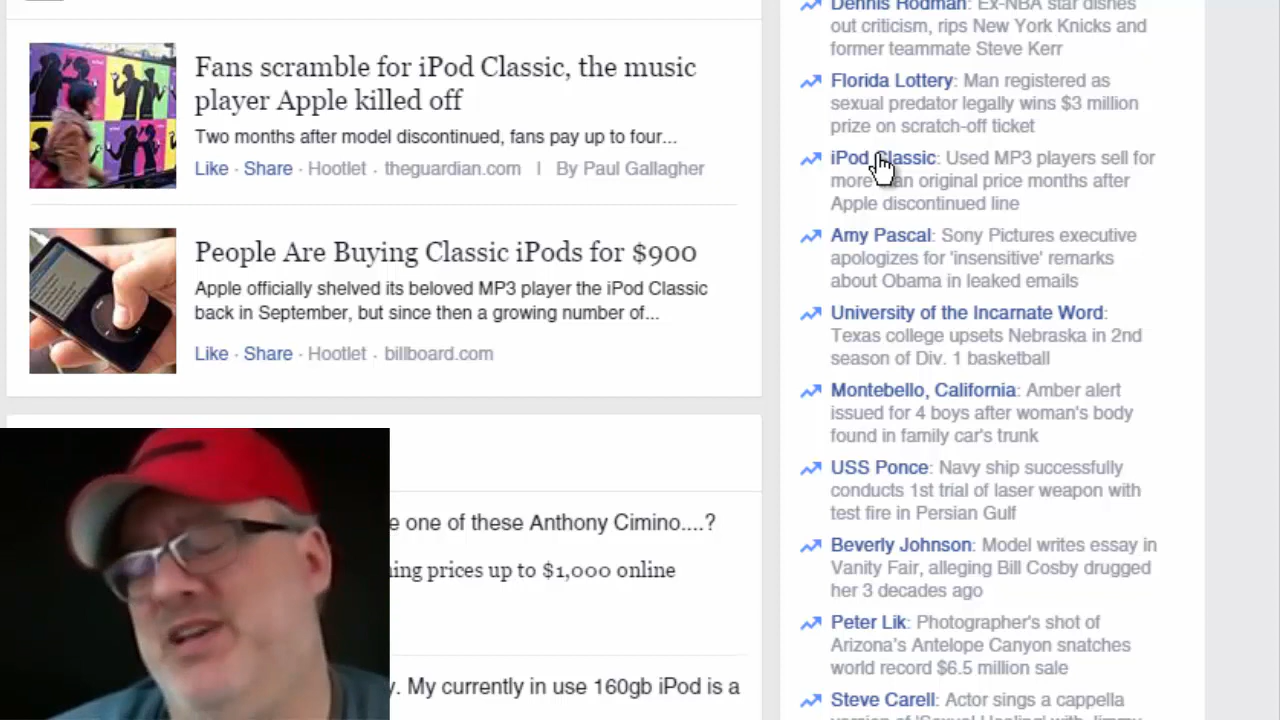 Fans scramble for iPod Classic, the music
player Apple killed off
Two months after model discontinued, fans pay up to four...
Like · Share · Hootlet · theguardian.com | By Paul Gallagher
People Are Buying Classic iPods for $900
Apple officially shelved its beloved MP3 player the iPod Classic
back in September, but since then a growing number of...
Like · Share · Hootlet · billboard.com
e one of these Anthony Cimino....?
ing prices up to $1,000 online
. My currently in use 160gb iPod is a
Dennis Rodman: Ex-NBA star dishes
out criticism, rips New York Knicks and
former teammate Steve Kerr
Florida Lottery: Man registered as
sexual predator legally wins $3 million
prize on scratch-off ticket
iPod Classic: Used MP3 players sell for
more than original price months after
Apple discontinued line
Amy Pascal: Sony Pictures executive
apologizes for 'insensitive' remarks
about Obama in leaked emails
University of the Incarnate Word:
Texas college upsets Nebraska in 2nd
season of Div. 1 basketball
Montebello, California: Amber alert
issued for 4 boys after woman's body
found in family car's trunk
USS Ponce: Navy ship successfully
conducts 1st trial of laser weapon with
test fire in Persian Gulf
Beverly Johnson: Model writes essay in
Vanity Fair, alleging Bill Cosby drugged
her 3 decades ago
Peter Lik: Photographer's shot of
Arizona's Antelope Canyon snatches
world record $6.5 million sale
Steve Carell: Actor sings a cappella
version of 'Sexual Healing' with Jimmy